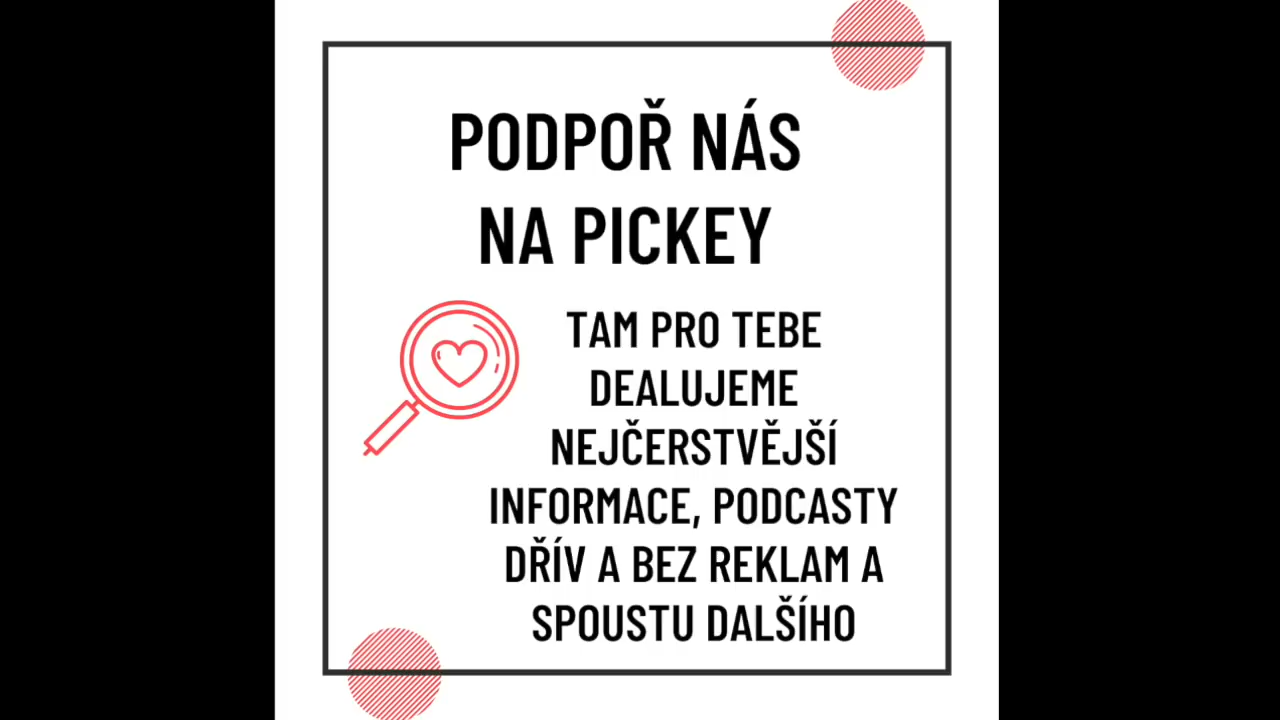 PODPOŘ NÁS
NA PICKEY
TAM PRO TEBE
DEALUJEME
NEJČERSTVĚJŠÍ
INFORMACE, PODCASTY
DŘÍV A BEZ REKLAM A
SPOUSTU DALŠÍHO